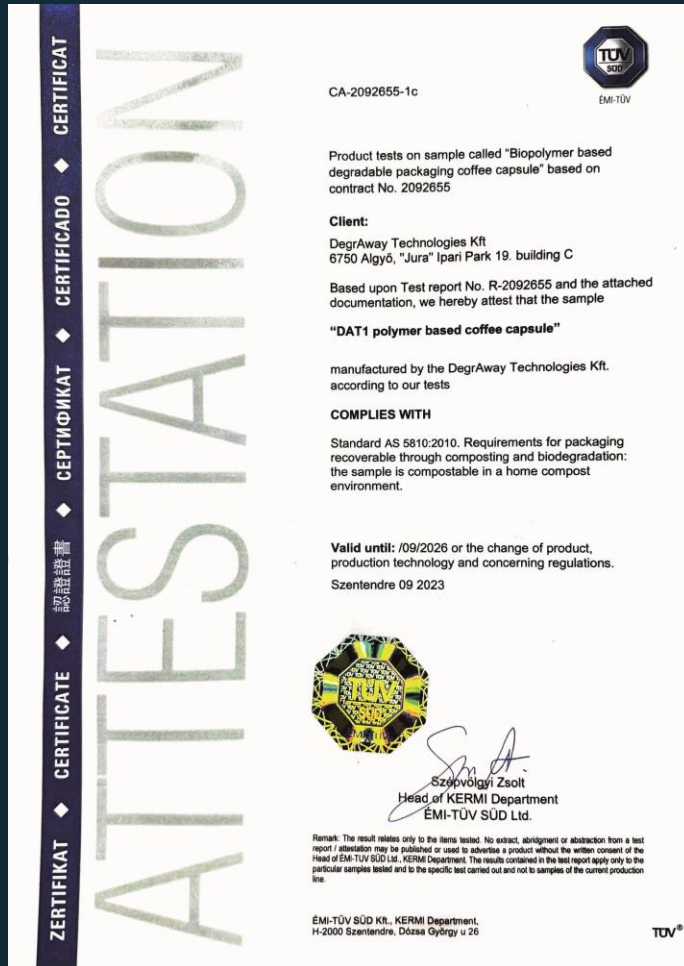 ZERTIFIKAT ◆ CERTIFICATE ◆ 認證證書 ◆ СЕРТИФИКАТ ◆ CERTIFICADO ◆ CERTIFICAT
ATTESTATION
TÜV
SÜD
ÉMI-TÜV
CA-2092655-1c
Product tests on sample called "Biopolymer based
degradable packaging coffee capsule" based on
contract No. 2092655
Client:
DegrAway Technologies Kft
6750 Algyő, "Jura" Ipari Park 19. building C
Based upon Test report No. R-2092655 and the attached
documentation, we hereby attest that the sample
"DAT1 polymer based coffee capsule"
manufactured by the DegrAway Technologies Kft.
according to our tests
COMPLIES WITH
Standard AS 5810:2010. Requirements for packaging
recoverable through composting and biodegradation:
the sample is compostable in a home compost
environment.
Valid until: /09/2026 or the change of product,
production technology and concerning regulations.
Szentendre 09 2023
TÜV
SÜD
ÉMI-TÜV
Szépvölgyi Zsolt
Head of KERMI Department
ÉMI-TÜV SÜD Ltd.
Remark: The result relates only to the items tested. No extract, abridgment or abstraction from a test
report / attestation may be published or used to advertise a product without the written consent of the
Head of ÉMI-TUV SÜD Ltd., KERMI Department. The results contained in the test report apply only to the
particular samples tested and to the specific test carried out and not to samples of the current production
line.
ÉMI-TÜV SÜD Kft., KERMI Department,
H-2000 Szentendre, Dózsa György u 26
TÜV®